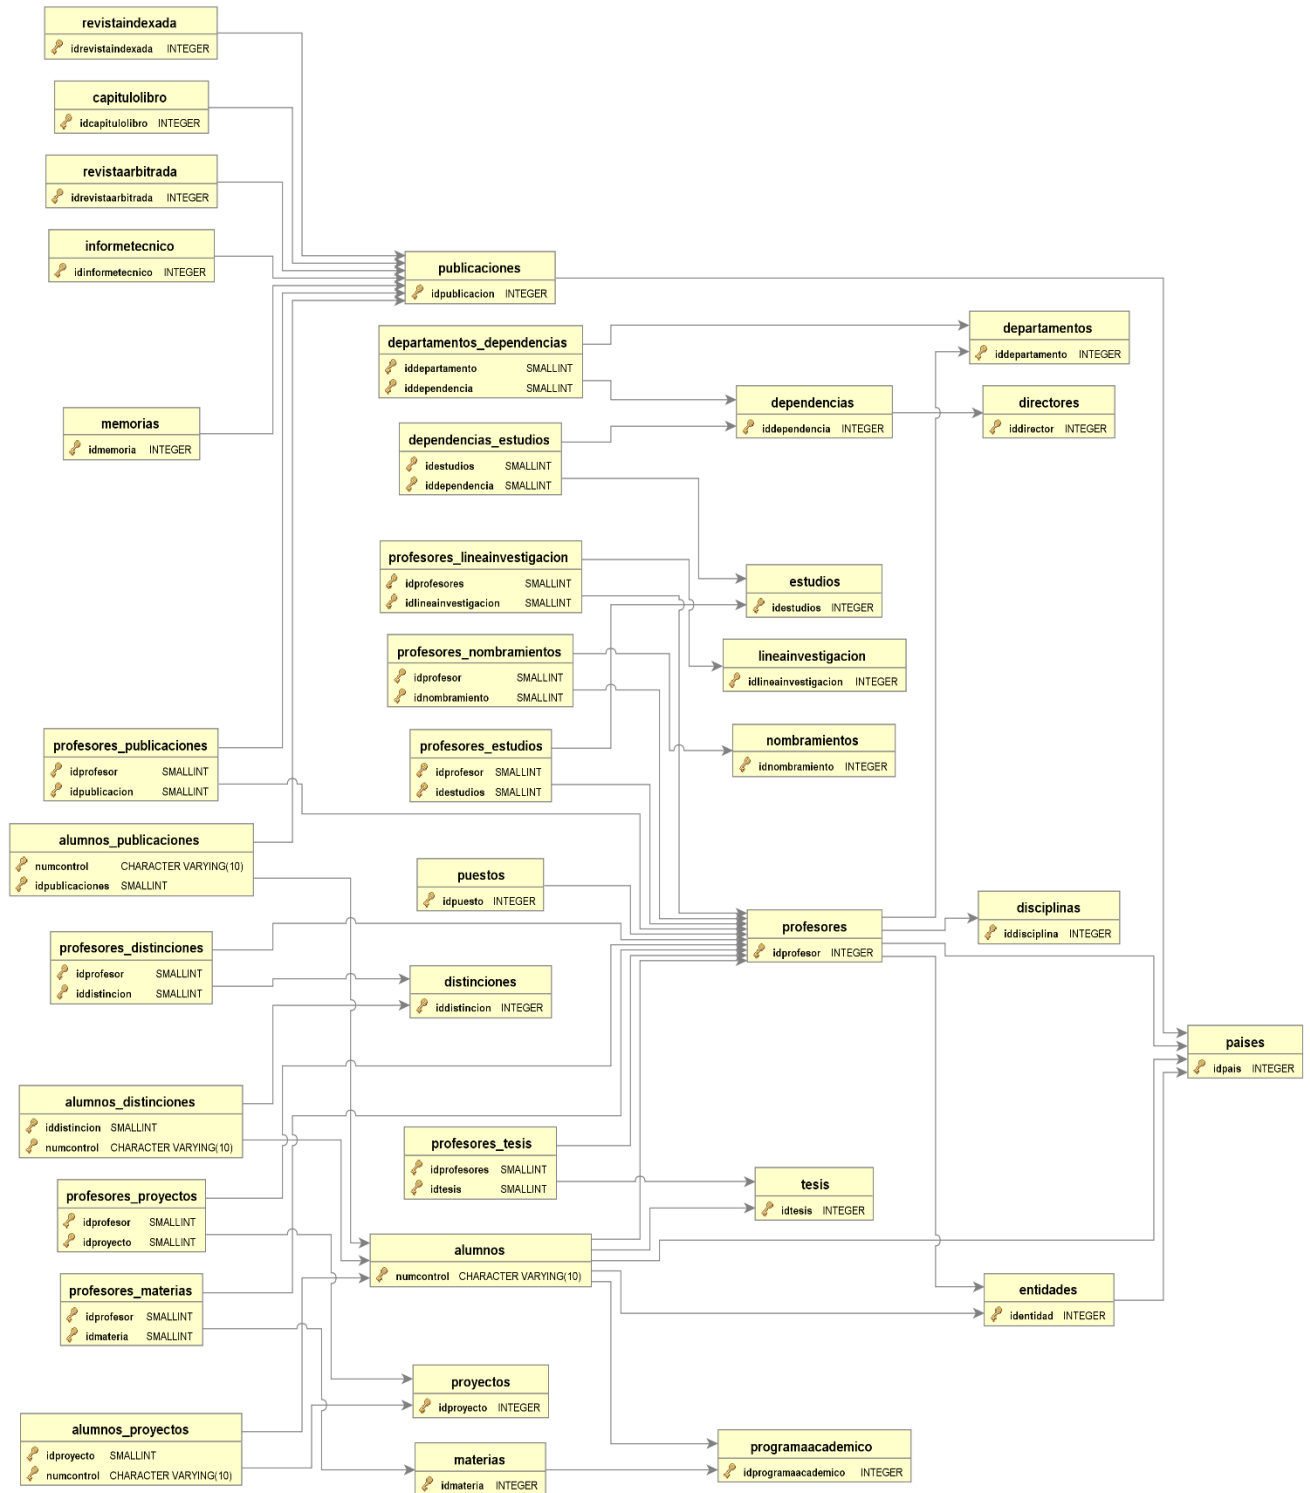 revistaindexada
idrevistaindexada INTEGER
capitulolibro
idcapitulolibro INTEGER
revistaarbitrada
idrevistaarbitrada INTEGER
informetecnico
idinformetecnico INTEGER
publicaciones
idpublicacion INTEGER
departamentos
iddepartamento INTEGER
departamentos_dependencias
iddepartamento SMALLINT
iddependencia SMALLINT
dependencias
iddependencia INTEGER
directores
iddirector INTEGER
memorias
idmemoria INTEGER
dependencias_estudios
idestudios SMALLINT
iddependencia SMALLINT
profesores_lineainvestigacion
idprofesores SMALLINT
idlineainvestigacion SMALLINT
estudios
idestudios INTEGER
profesores_nombramientos
idprofesor SMALLINT
idnombramiento SMALLINT
lineainvestigacion
idlineainvestigacion INTEGER
profesores_publicaciones
idprofesor SMALLINT
idpublicacion SMALLINT
profesores_estudios
idprofesor SMALLINT
idestudios SMALLINT
nombramientos
idnombramiento INTEGER
alumnos_publicaciones
numcontrol CHARACTER VARYING(10)
idpublicaciones SMALLINT
puestos
idpuesto INTEGER
profesores
idprofesor INTEGER
disciplinas
iddisciplina INTEGER
profesores_distinciones
idprofesor SMALLINT
iddistincion SMALLINT
distinciones
iddistincion INTEGER
paises
idpais INTEGER
alumnos_distinciones
iddistincion SMALLINT
numcontrol CHARACTER VARYING(10)
profesores_tesis
idprofesores SMALLINT
idtesis SMALLINT
tesis
idtesis INTEGER
profesores_proyectos
idprofesor SMALLINT
idproyecto SMALLINT
alumnos
numcontrol CHARACTER VARYING(10)
profesores_materias
idprofesor SMALLINT
idmateria SMALLINT
entidades
identidad INTEGER
proyectos
idproyecto INTEGER
alumnos_proyectos
idproyecto SMALLINT
numcontrol CHARACTER VARYING(10)
materias
idmateria INTEGER
programaacademico
idprogramaacademico INTEGER